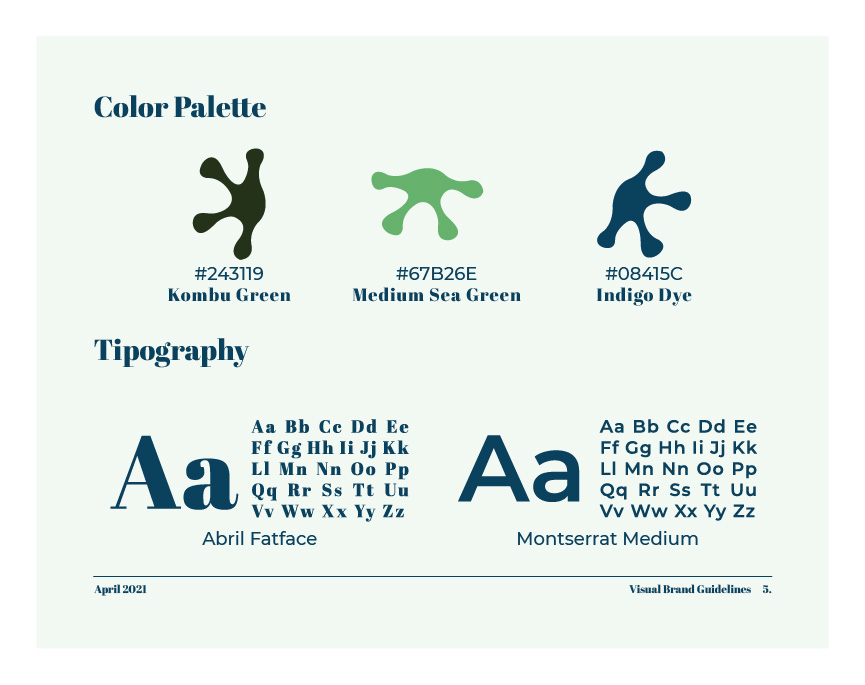 Color Palette
#243119
Kombu Green
#67B26E
Medium Sea Green
#08415C
Indigo Dye
Tipography
Aa
Aa Bb Cc Dd Ee
Ff Gg Hh Ii Jj Kk
Ll Mn Nn Oo Pp
Qq Rr Ss Tt Uu
Vv Ww Xx Yy Zz
Abril Fatface
Aa
Aa Bb Cc Dd Ee
Ff Gg Hh Ii Jj Kk
Ll Mn Nn Oo Pp
Qq Rr Ss Tt Uu
Vv Ww Xx Yy Zz
Montserrat Medium
April 2021
Visual Brand Guidelines 5.